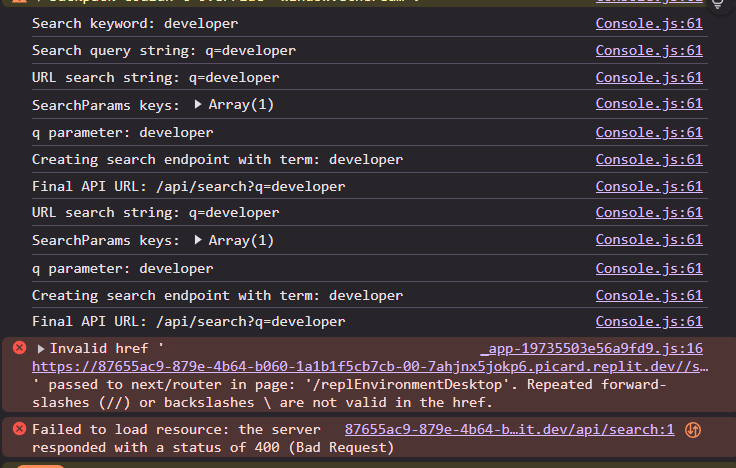 Search keyword: developer Console.js:61
Search query string: q=developer Console.js:61
URL search string: q=developer Console.js:61
SearchParams keys: ▶ Array(1) Console.js:61
q parameter: developer Console.js:61
Creating search endpoint with term: developer Console.js:61
Final API URL: /api/search?q=developer Console.js:61
URL search string: q=developer Console.js:61
SearchParams keys: ▶ Array(1) Console.js:61
q parameter: developer Console.js:61
Creating search endpoint with term: developer Console.js:61
Final API URL: /api/search?q=developer Console.js:61
▶ Invalid href ' _app-19735503e56a9fd9.js:16
https://87655ac9-879e-4b64-b060-1a1b1f5cb7cb-00-7ahjnx5jokp6.picard.replit.dev//s…
' passed to next/router in page: '/replEnvironmentDesktop'. Repeated forward-
slashes (//) or backslashes \ are not valid in the href.
Failed to load resource: the server 87655ac9-879e-4b64-b…it.dev/api/search:1
responded with a status of 400 (Bad Request)